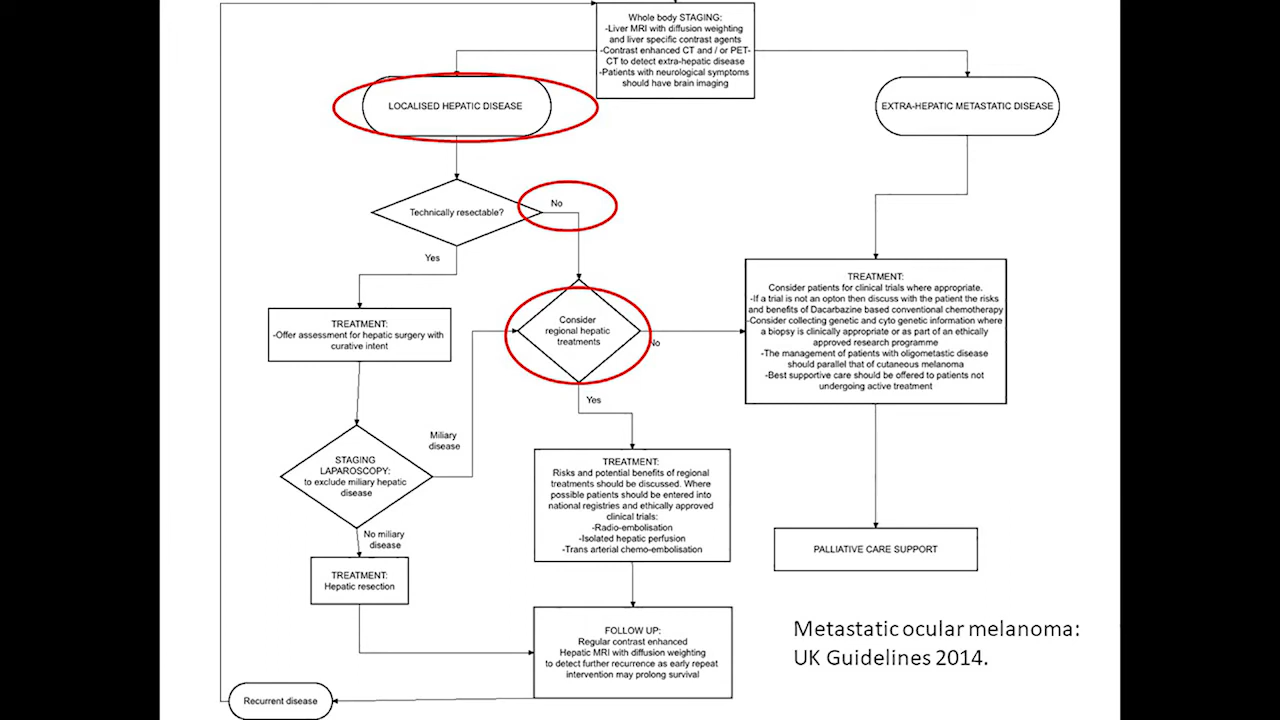 Whole body STAGING:
-Liver MRI with diffusion weighting
and liver specific contrast agents
-Contrast enhanced CT and / or PET-
CT to detect extra-hepatic disease
-Patients with neurological symptoms
should have brain imaging
LOCALISED HEPATIC DISEASE
EXTRA-HEPATIC METASTATIC DISEASE
Technically resectable?
No
Yes
TREATMENT:
-Offer assessment for hepatic surgery with
curative intent
Consider
regional hepatic
treatments
No
Yes
TREATMENT:
Consider patients for clinical trials where appropriate.
-If a trial is not an opton then discuss with the patient the risks
and benefits of Dacarbazine based conventional chemotherapy
-Consider collecting genetic and cyto genetic information where
a biopsy is clinically appropriate or as part of an ethically
approved research programme
-The management of patients with oligometastic disease
should parallel that of cutaneous melanoma
-Best supportive care should be offered to patients not
undergoing active treatment
STAGING
LAPAROSCOPY:
to exclude miliary hepatic
disease
Miliary
disease
No miliary
disease
TREATMENT:
Risks and potential benefits of regional
treatments should be discussed. Where
possible patients should be entered into
national registries and ethically approved
clinical trials:
-Radio-embolisation
-Isolated hepatic perfusion
-Trans arterial chemo-embolisation
PALLIATIVE CARE SUPPORT
TREATMENT:
Hepatic resection
FOLLOW UP:
Regular contrast enhanced
Hepatic MRI with diffusion weighting
to detect further recurrence as early repeat
intervention may prolong survival
Recurrent disease
Metastatic ocular melanoma:
UK Guidelines 2014.